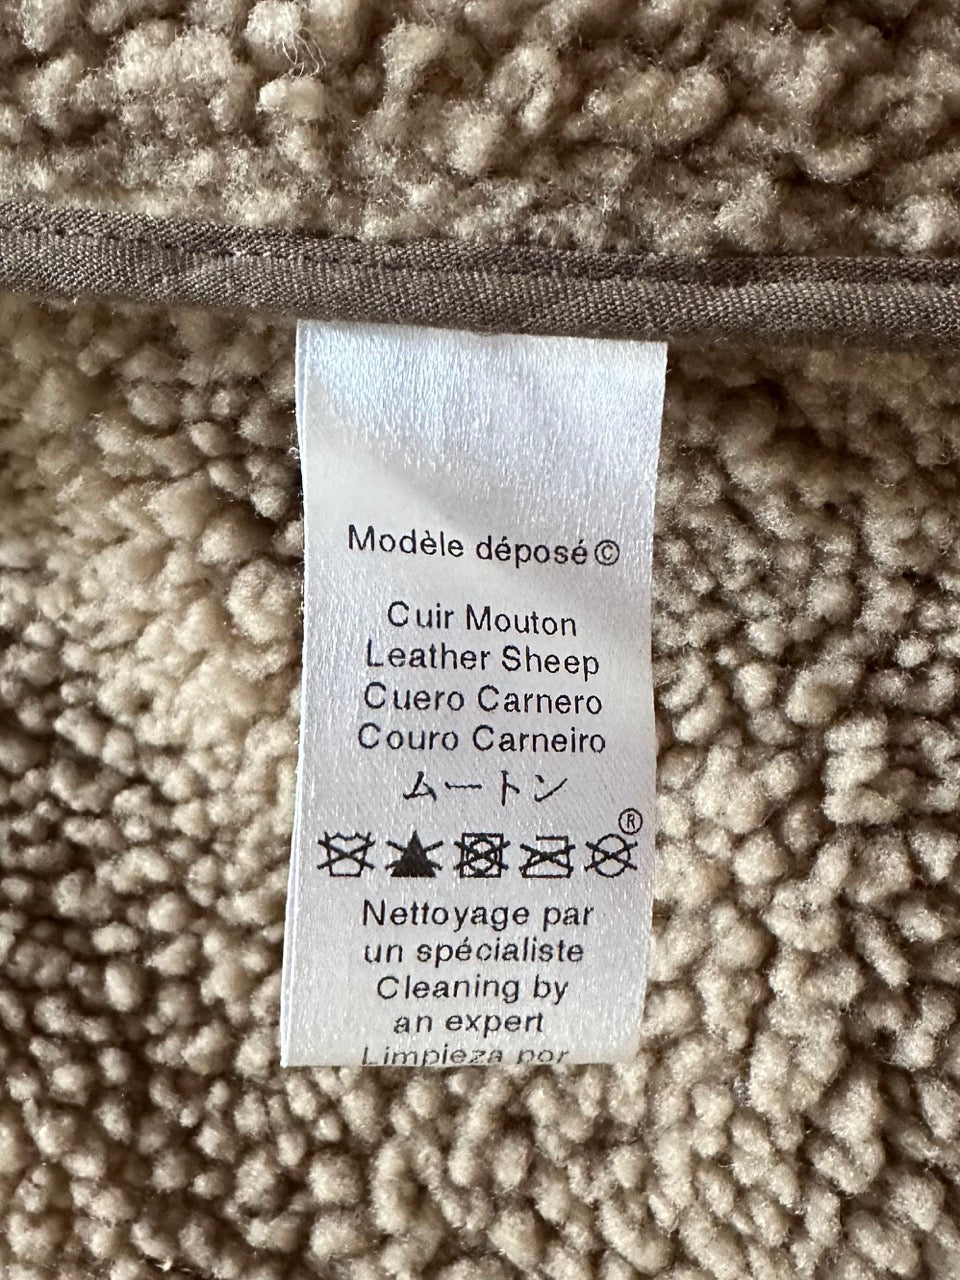 Modèle déposé©
Cuir Mouton
Leather Sheep
Cuero Carnero
Couro Carneiro
ムートン
®
Nettoyage par
un spécialiste
Cleaning by
an expert
Limpieza por